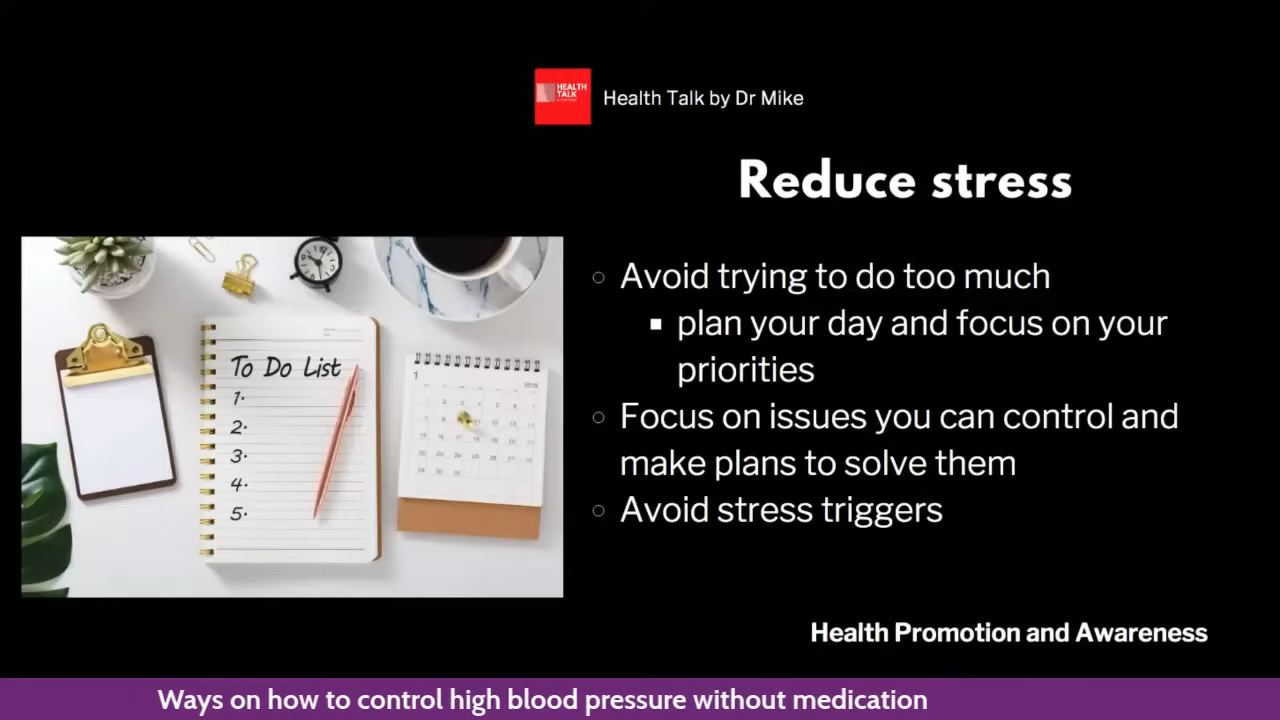 HEALTH
TALK
Health Talk by Dr Mike
Reduce stress
Avoid trying to do too much
plan your day and focus on your
priorities
Focus on issues you can control and
make plans to solve them
Avoid stress triggers
To Do List
1.
2.
3.
4.
5.
1
Health Promotion and Awareness
Ways on how to control high blood pressure without medication